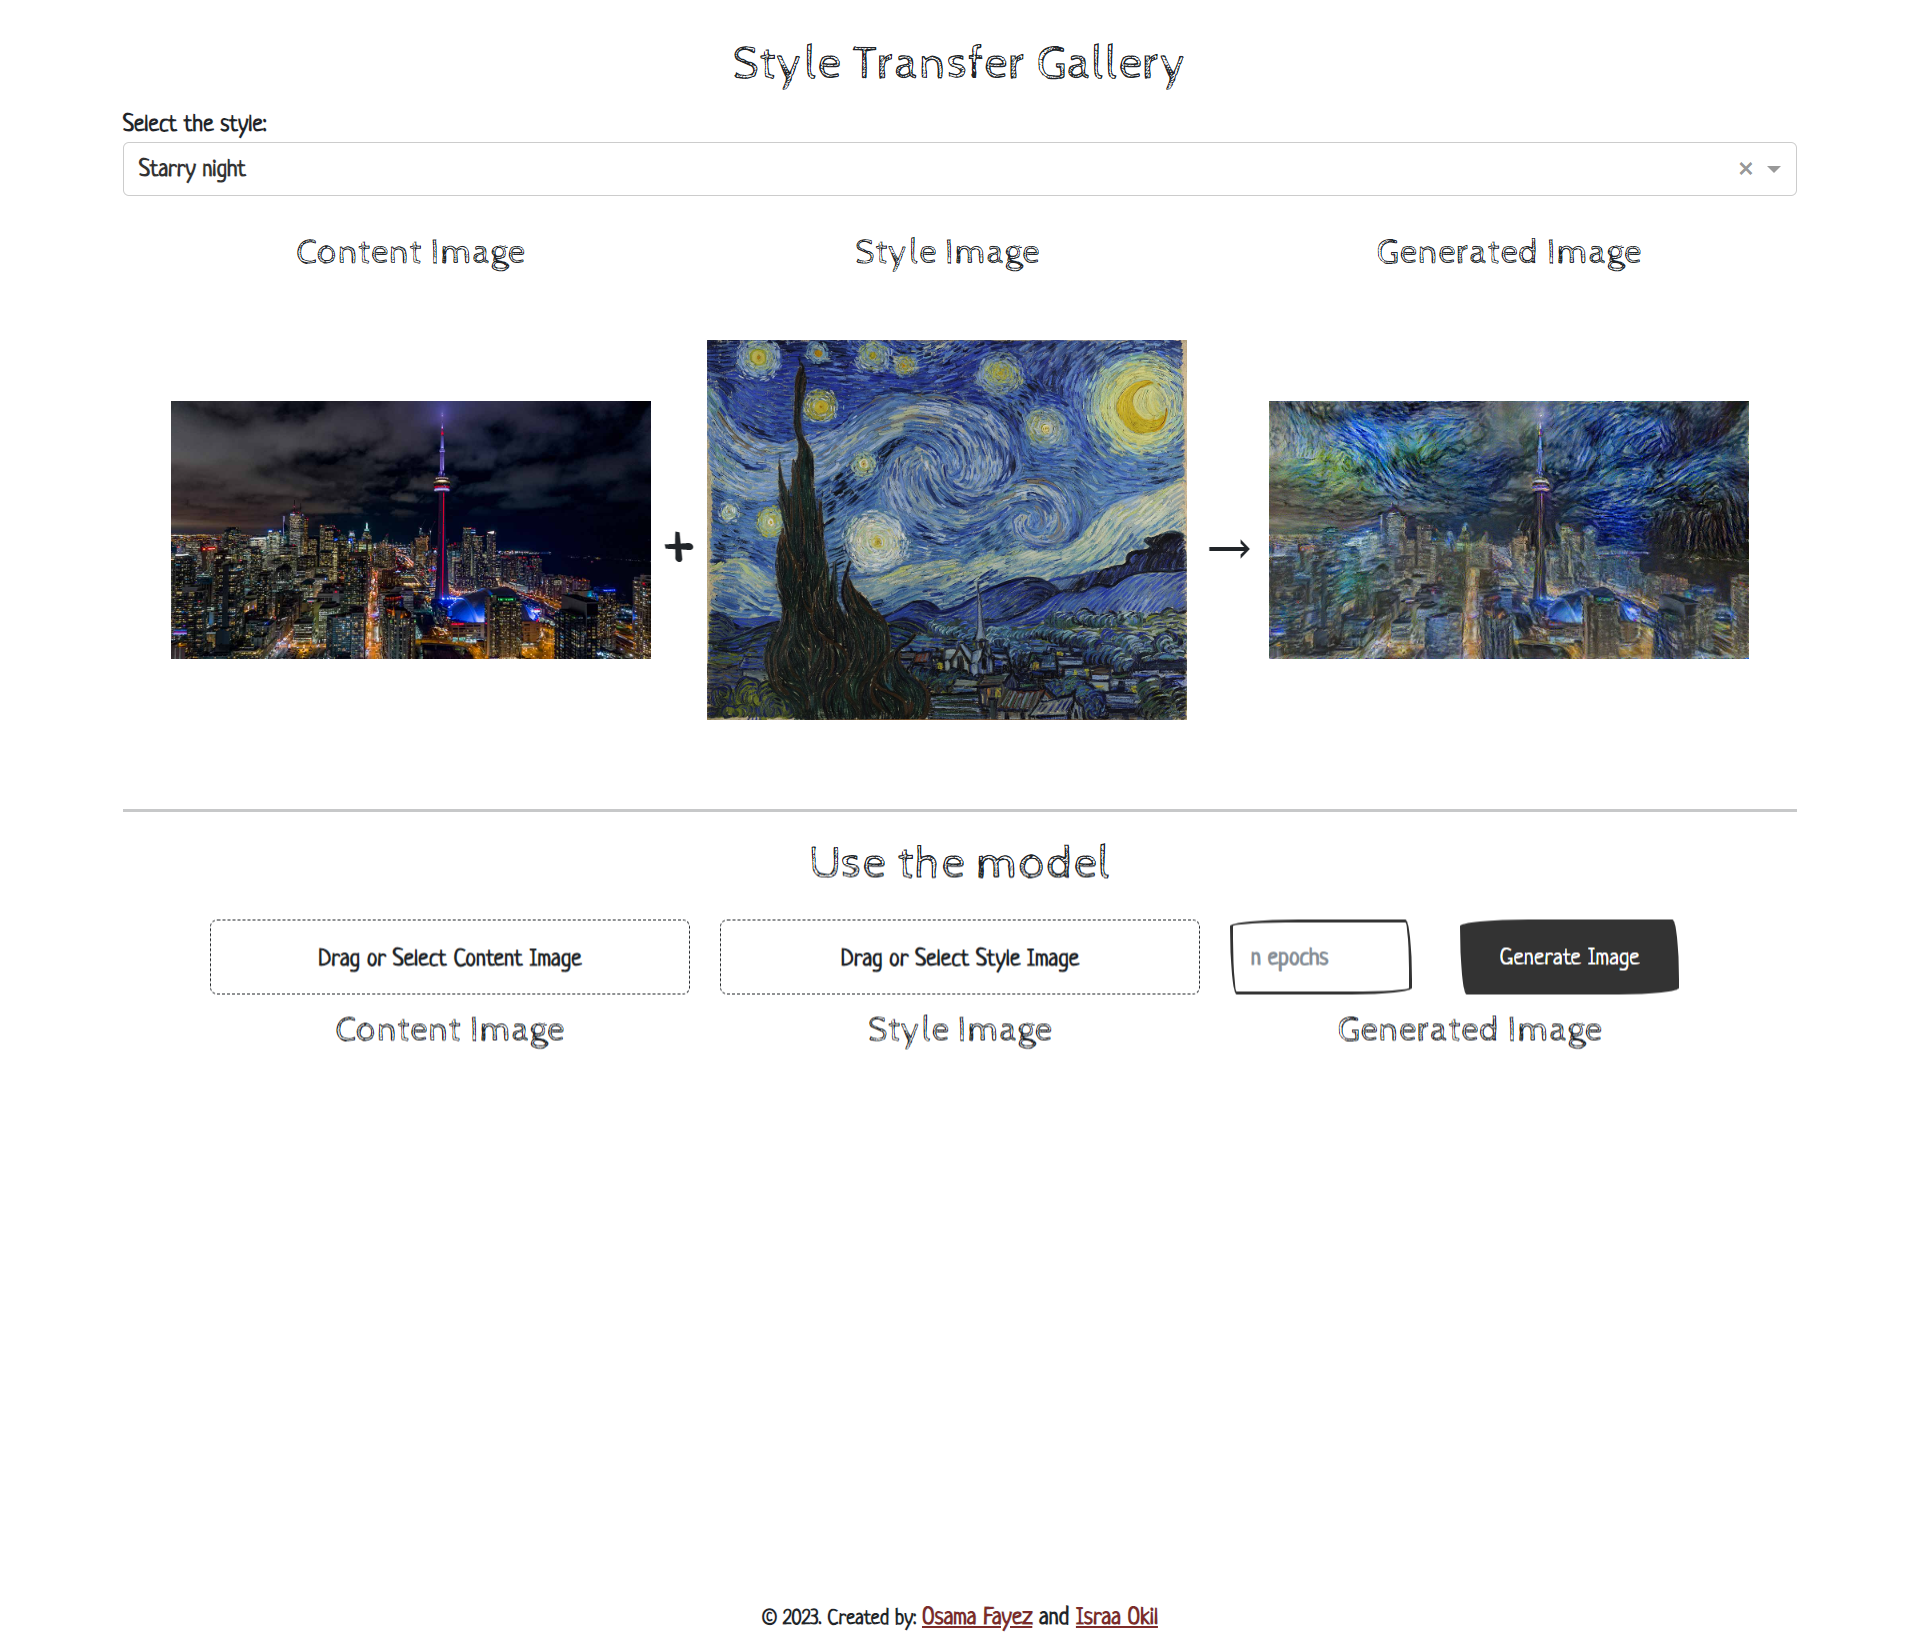 Style Transfer Gallery
Select the style:
Starry night
Content Image
Style Image
Generated Image
+
→
Use the model
Drag or Select Content Image
Drag or Select Style Image
n epochs
Generate Image
Content Image
Style Image
Generated Image
© 2023. Created by: Osama Fayez and Israa Okil